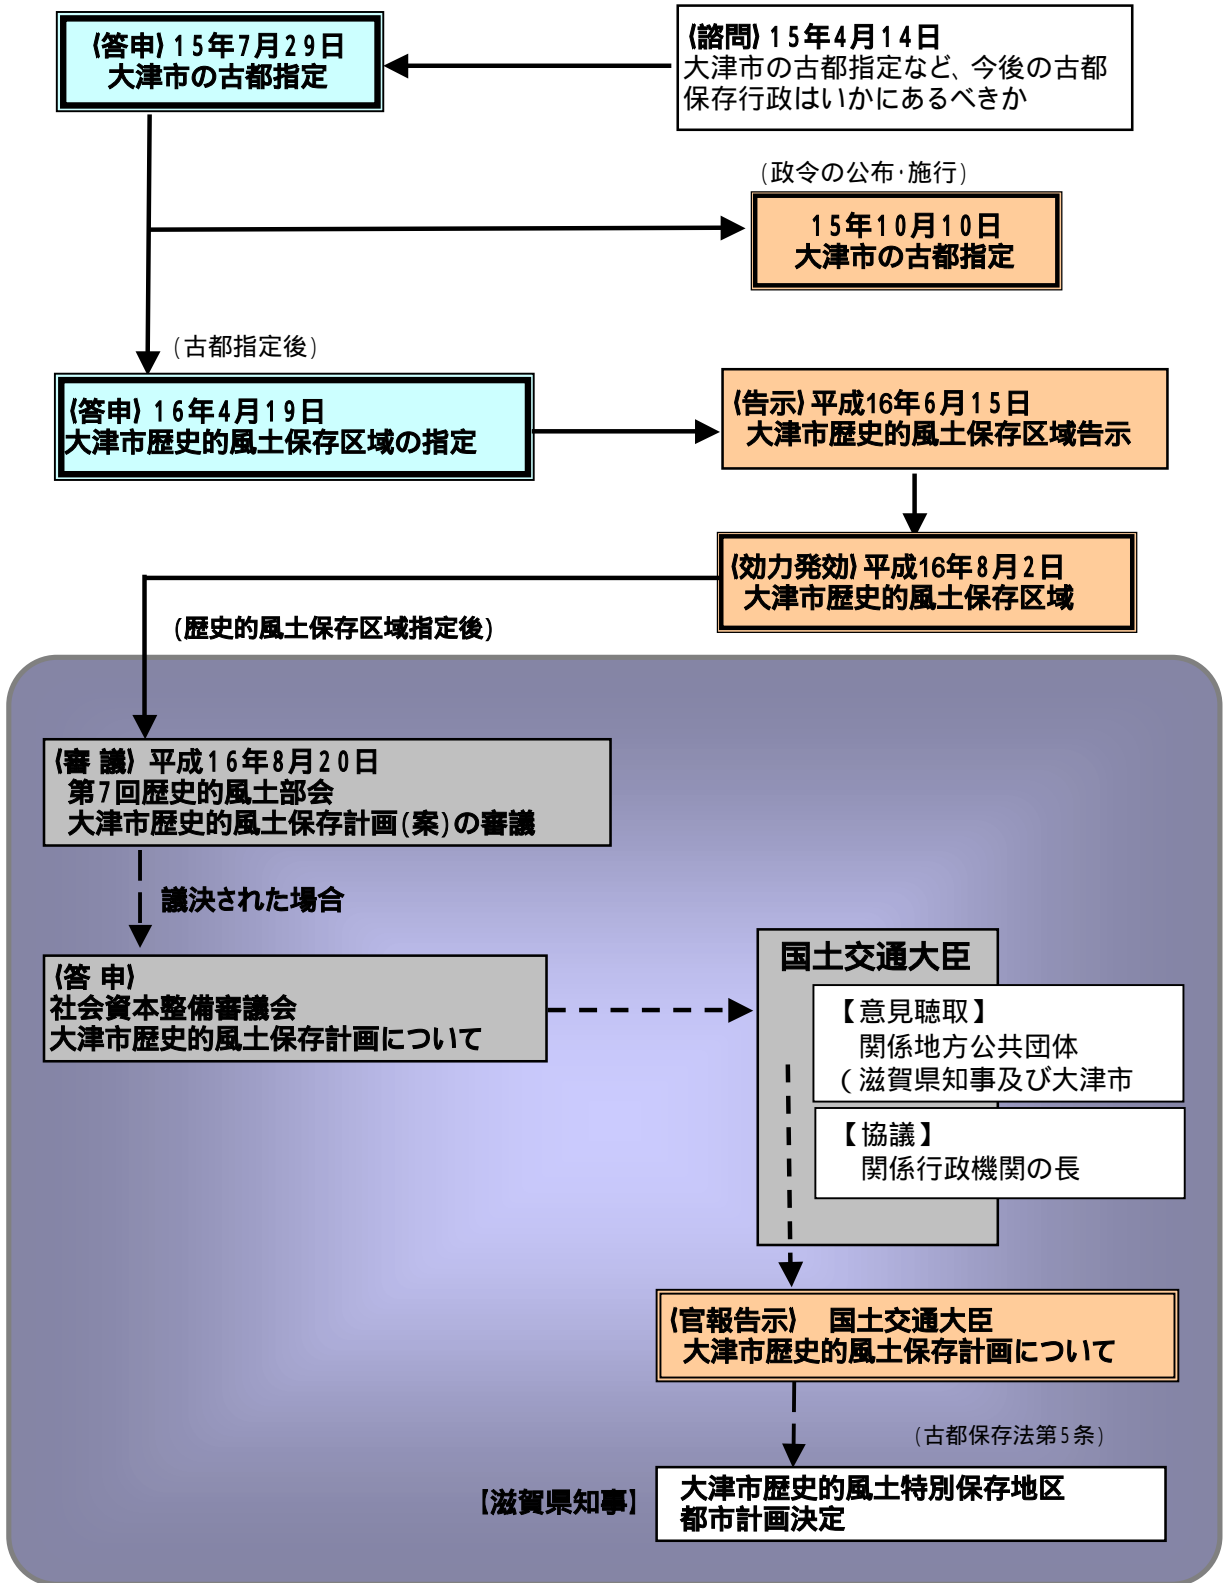 (答申) 15年7月29日
大津市の古都指定
(諮問) 15年4月14日
大津市の古都指定など、今後の古都
保存行政はいかにあるべきか
(政令の公布・施行)
15年10月10日
大津市の古都指定
(古都指定後)
(答申) 16年4月19日
大津市歴史的風土保存区域の指定
(告示) 平成16年6月15日
大津市歴史的風土保存区域告示
(効力発効) 平成16年8月2日
大津市歴史的風土保存区域
(歴史的風土保存区域指定後)
(審 議) 平成16年8月20日
第7回歴史的風土部会
大津市歴史的風土保存計画(案)の審議
議決された場合
(答 申)
社会資本整備審議会
大津市歴史的風土保存計画について
国土交通大臣
【意見聴取】
関係地方公共団体
(滋賀県知事及び大津市
【協議】
関係行政機関の長
(官報告示) 国土交通大臣
大津市歴史的風土保存計画について
(古都保存法第5条)
【滋賀県知事】
大津市歴史的風土特別保存地区
都市計画決定